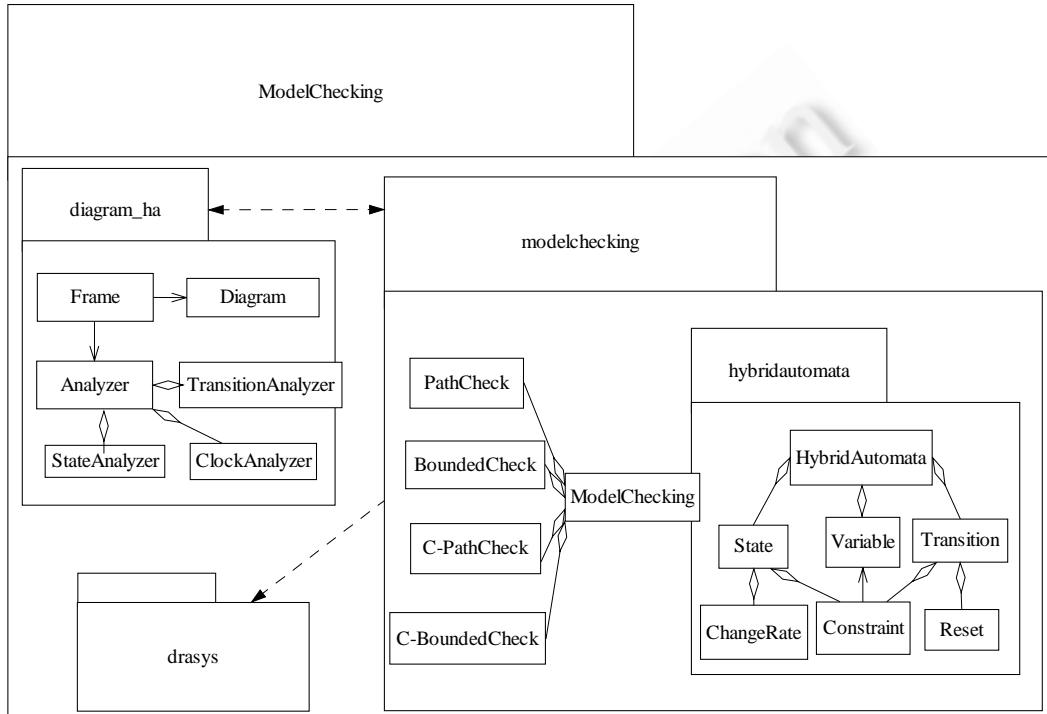 ModelChecking
diagram_ha
modelchecking
Frame
Diagram
Analyzer
TransitionAnalyzer
StateAnalyzer
ClockAnalyzer
PathCheck
BoundedCheck
ModelChecking
C-PathCheck
C-BoundedCheck
hybridautomata
HybridAutomata
State
Variable
Transition
ChangeRate
Constraint
Reset
drasys